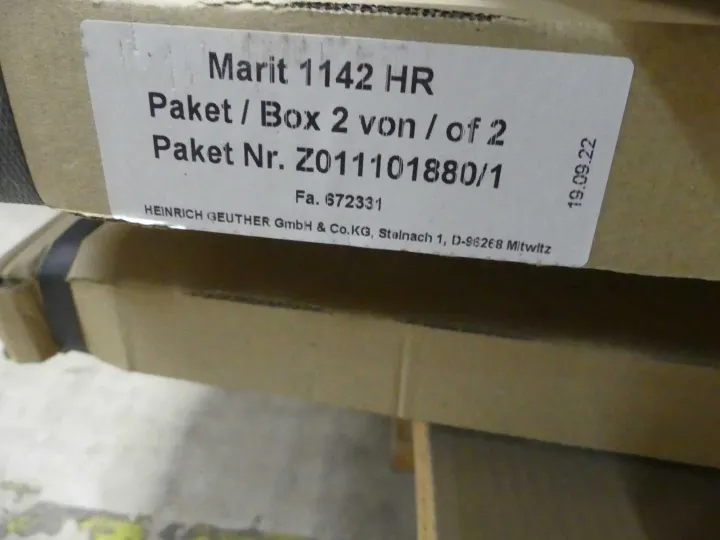 Marit 1142 HR
Paket / Box 2 von / of 2
Paket Nr. Z011101880/1
Fa. 672331
HEINRICH GEUTHER GmbH & Co.KG, Steinach 1, D-96268 Mitwitz
19.09.22